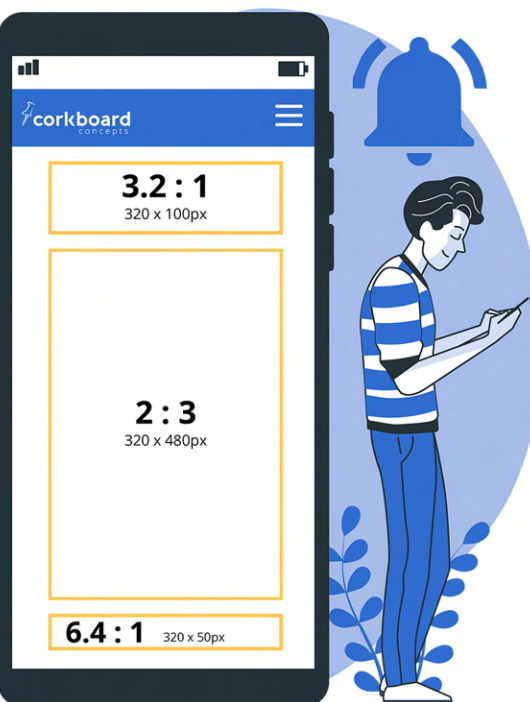 corkboard
concepts
3.2 : 1
320 x 100px
2 : 3
320 x 480px
6.4 : 1 320 x 50px